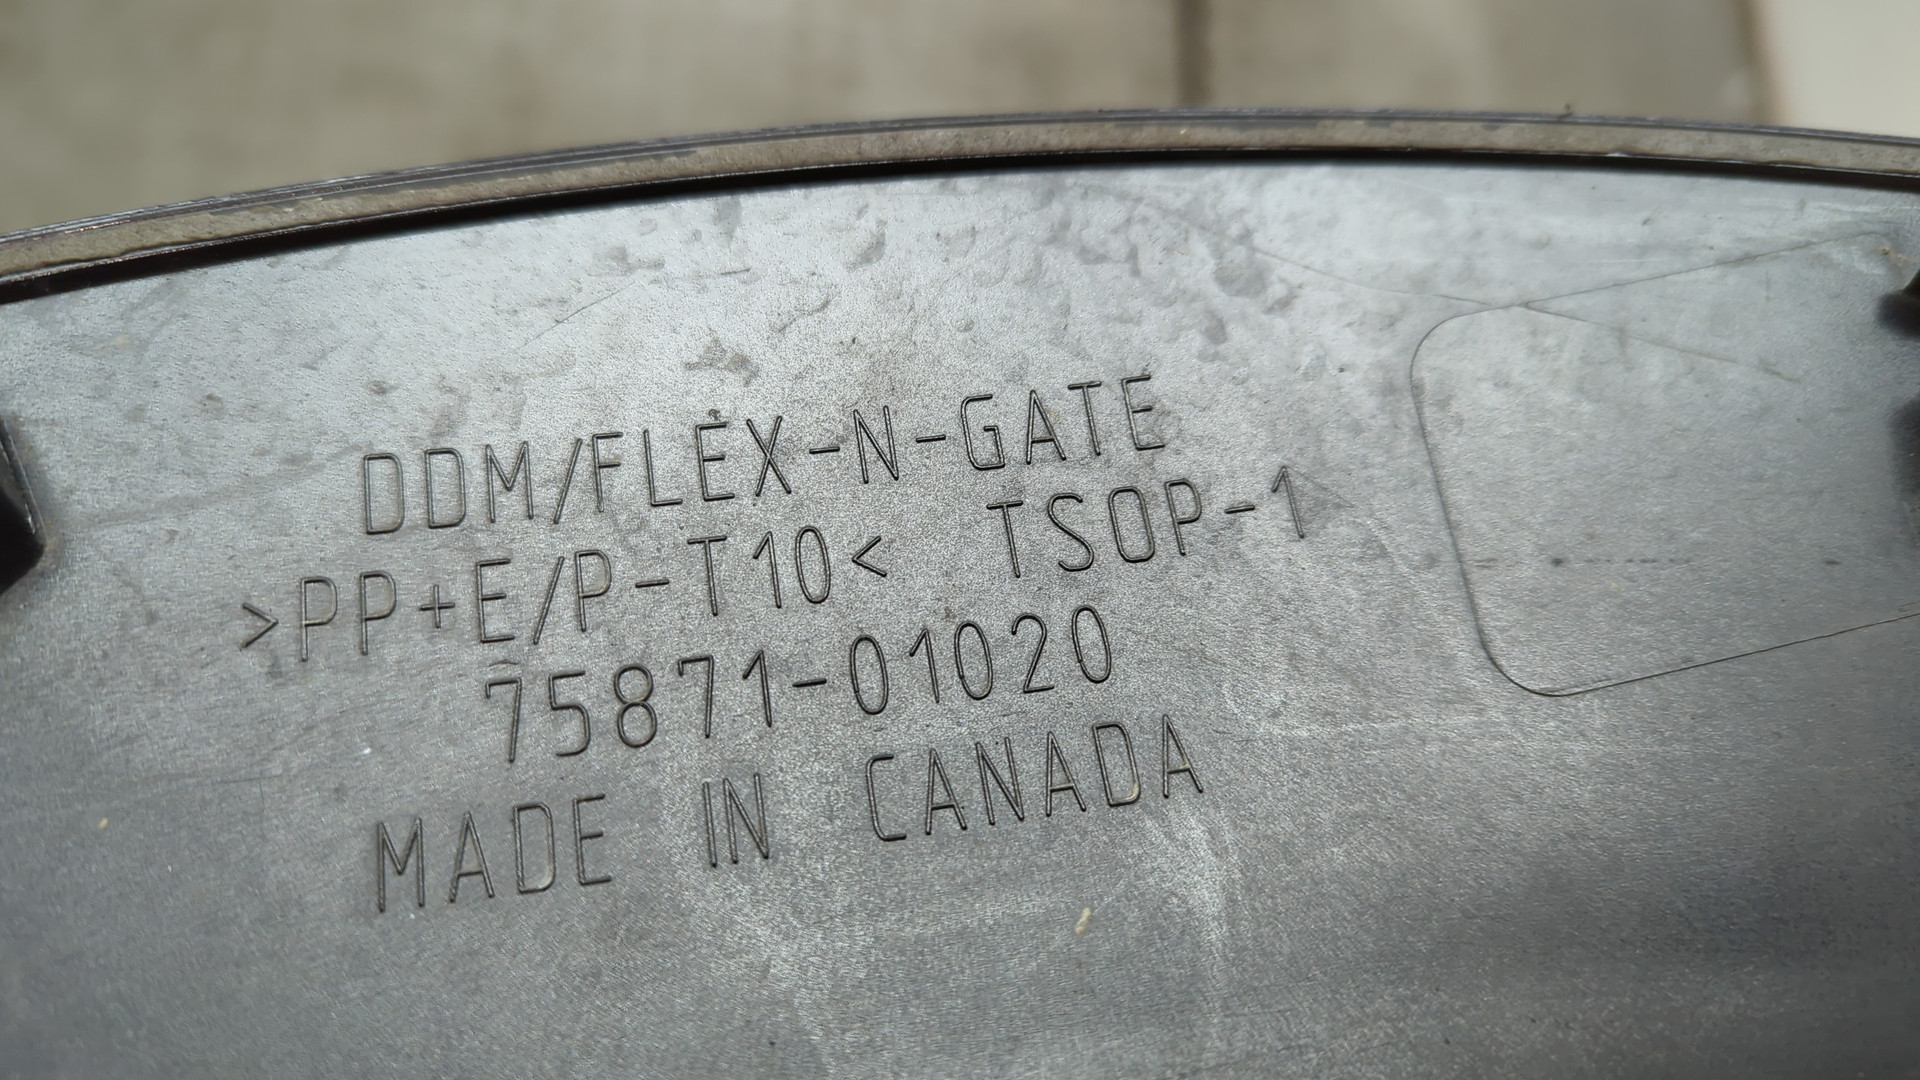 DDM/FLEX-N-GATE
>PP+E/P-T10< TSOP-1
75871-01020
MADE IN CANADA